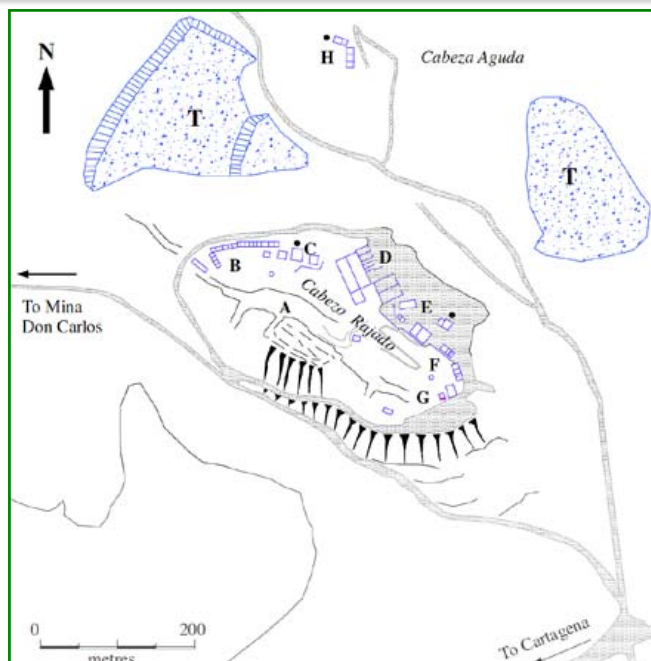 H
Cabeza Aguda
N
T
T
C
D
B
To Mina
Don Carlos
A
Cabezo Rajado
E
F
G
0
200
metres
To Cartagena